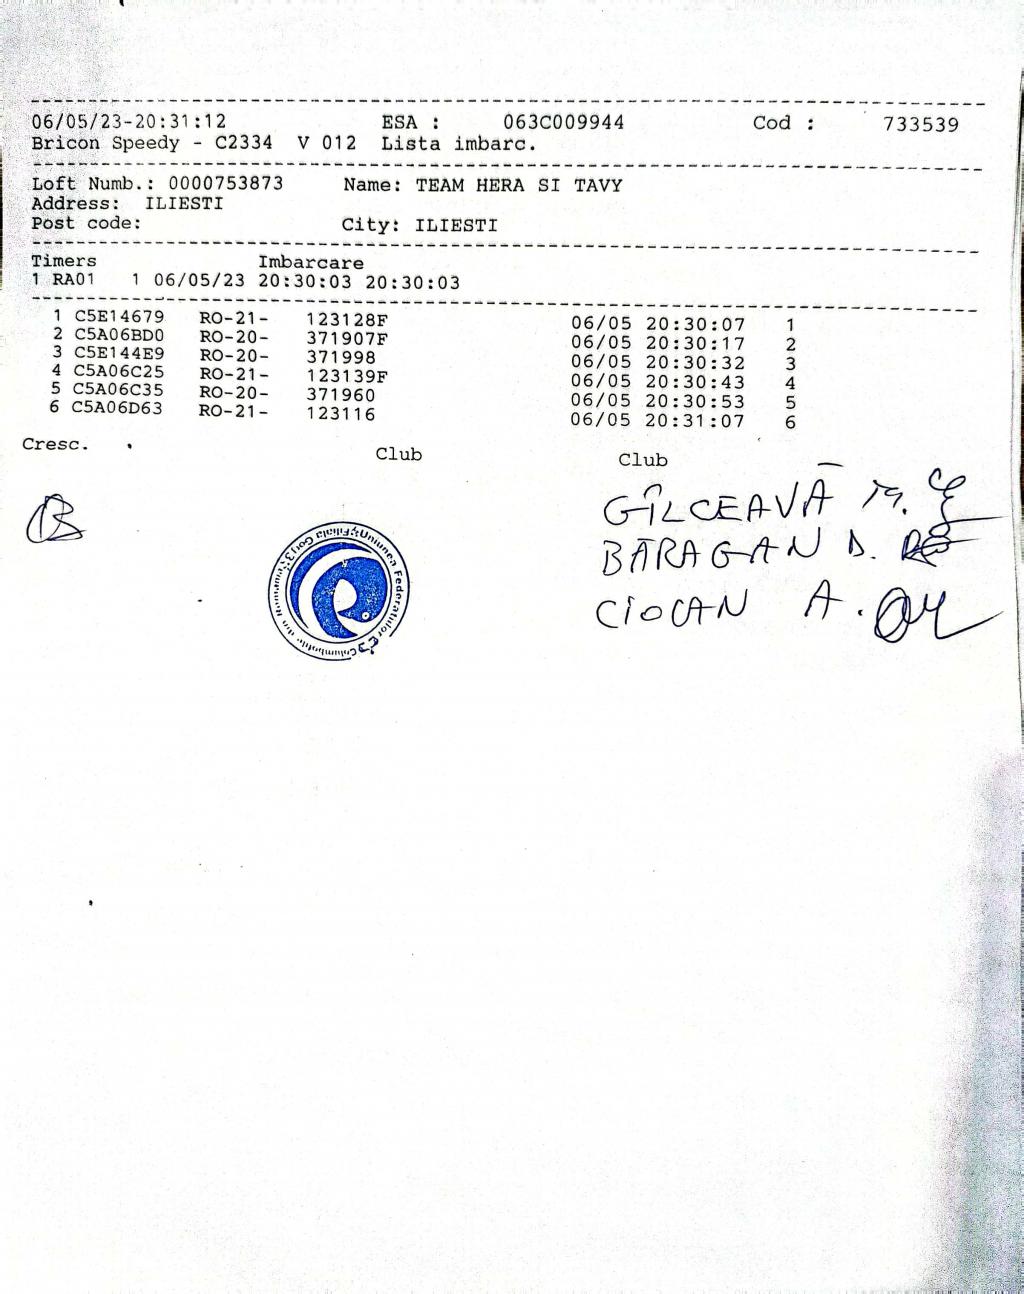 06/05/23-20:31:12 ESA : 063C009944 Cod : 733539
Bricon Speedy - C2334 V 012 Lista imbarc.
Loft Numb.: 0000753873 Name: TEAM HERA SI TAVY
Address: ILIESTI
Post code: City: ILIESTI
Timers Imbarcare
1 RA01 1 06/05/23 20:30:03 20:30:03
1 C5E14679 RO-21- 123128F 06/05 20:30:07 1
2 C5A06BD0 RO-20- 371907F 06/05 20:30:17 2
3 C5E144E9 RO-20- 371998 06/05 20:30:32 3
4 C5A06C25 RO-21- 123139F 06/05 20:30:43 4
5 C5A06C35 RO-20- 371960 06/05 20:30:53 5
6 C5A06D63 RO-21- 123116 06/05 20:31:07 6
Cresc. Club Club
GÎLCEAVĂ M.
BĂRAGAN D.
CIOCAN A.
Uniunea Federatiilor Columbofile din Romania